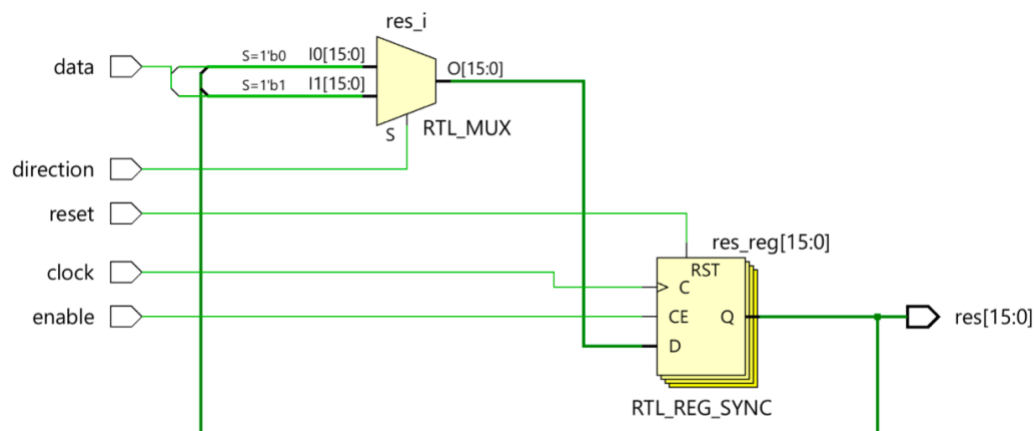 res_i
data
S=1'b0
I0[15:0]
S=1'b1
I1[15:0]
O[15:0]
S
RTL_MUX
direction
reset
res_reg[15:0]
RST
clock
C
enable
CE
Q
res[15:0]
D
RTL_REG_SYNC